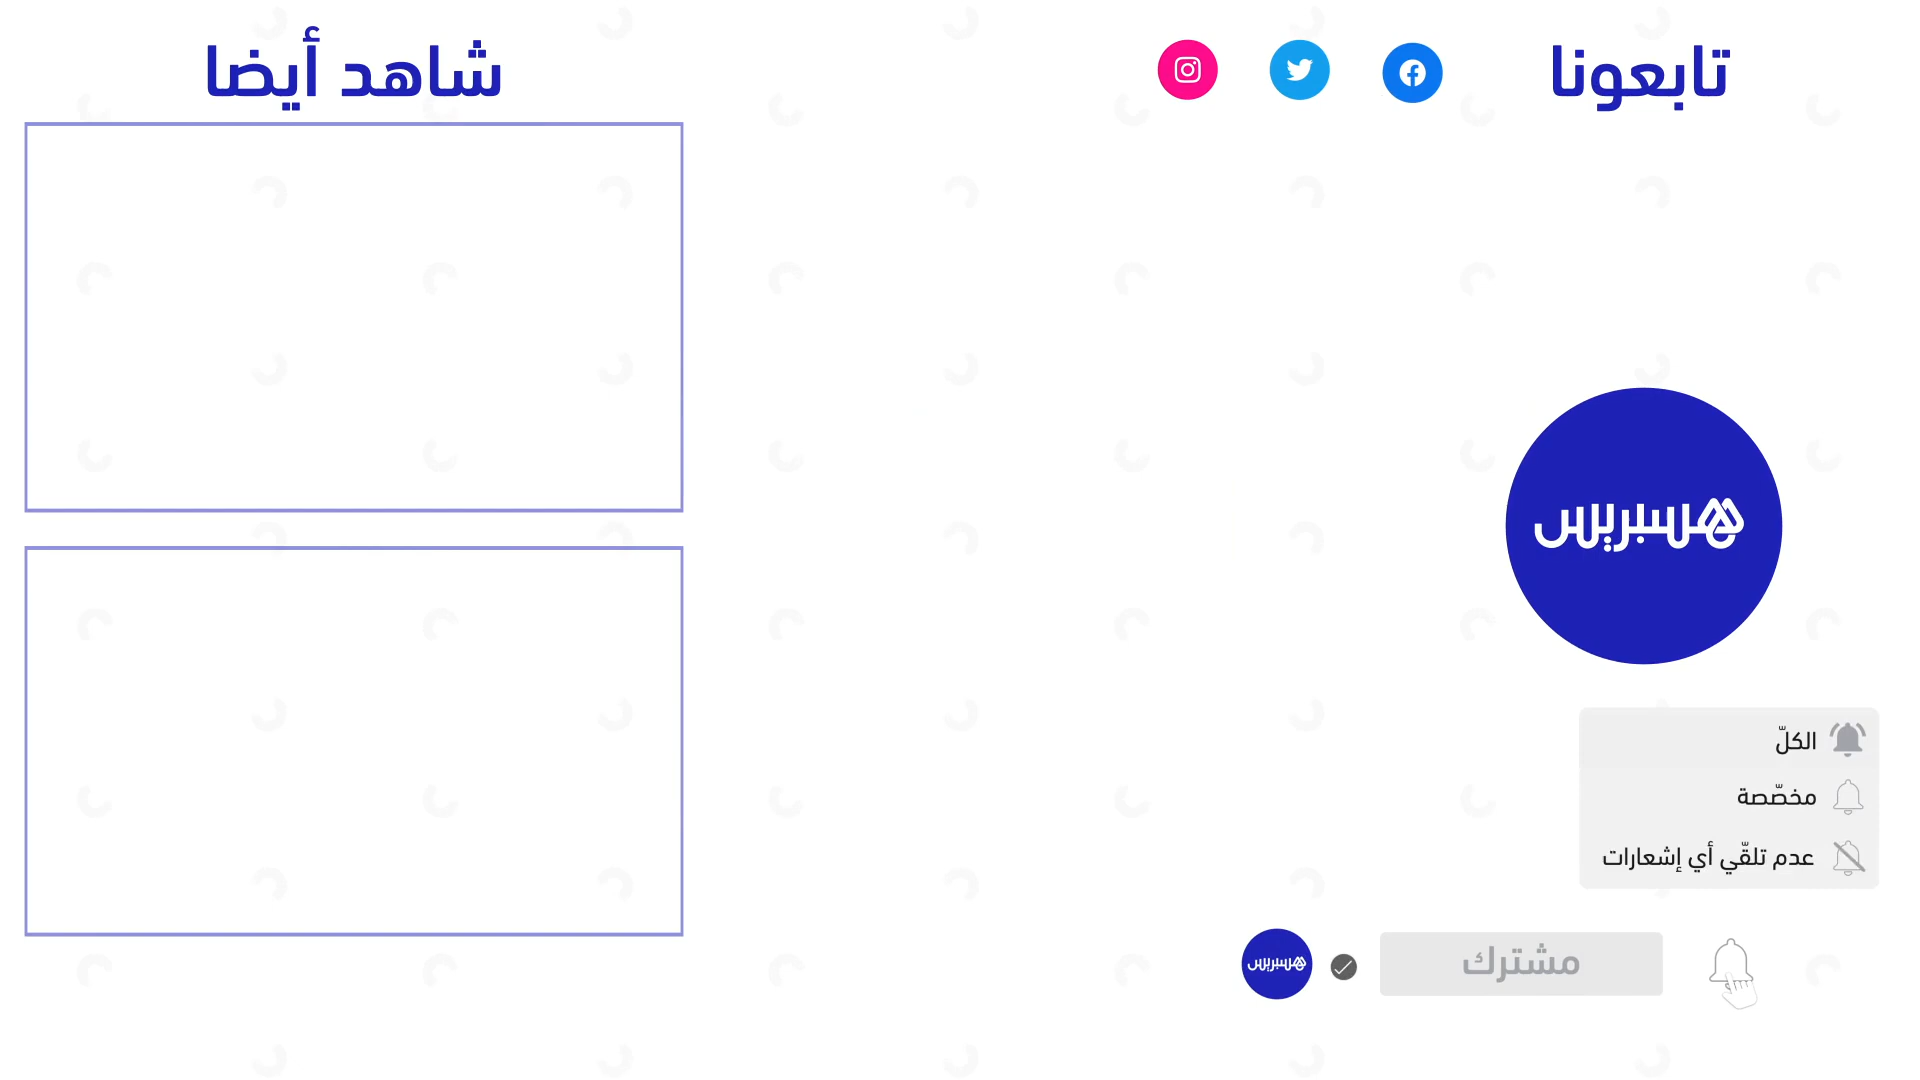 تابعونا
شاهد أيضا
هسبريس
الكلّ
مخصّصة
عدم تلقّي أي إشعارات
مشترك
هسبريس